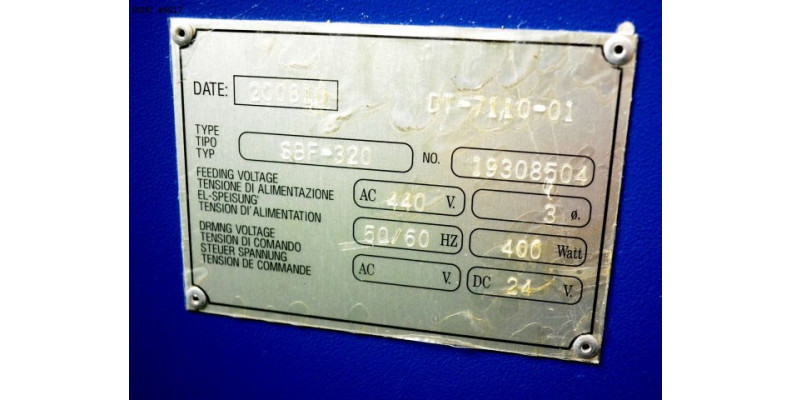 DATE:
DT-7110-01
TYPE
TIPO
TYP
SBF-320
NO. 19308504
FEEDING VOLTAGE
TENSIONE DI ALIMENTAZIONE
EL-SPEISUNG
TENSION D'ALIMENTATION
AC 440 V.
3 ø.
DRMNG VOLTAGE
TENSION DI COMANDO
STEUER SPANNUNG
TENSION DE COMMANDE
50/60 HZ
400 Watt
AC V.
DC 24 V.